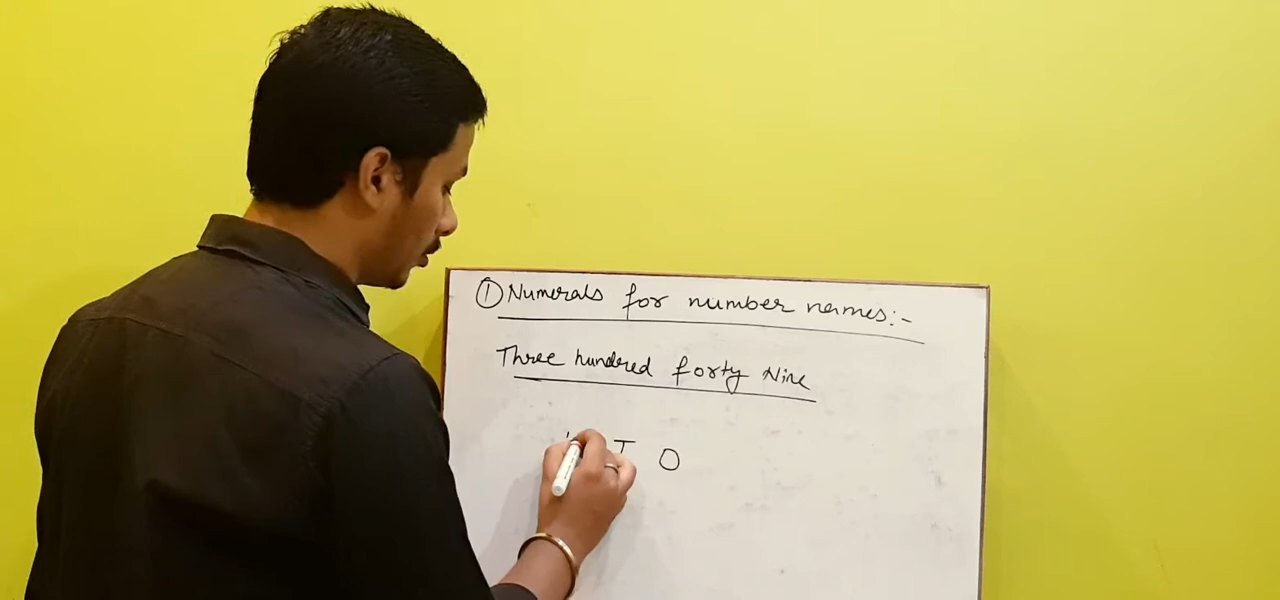 ① Numerals for number names:-
Three hundred forty Nine
T O